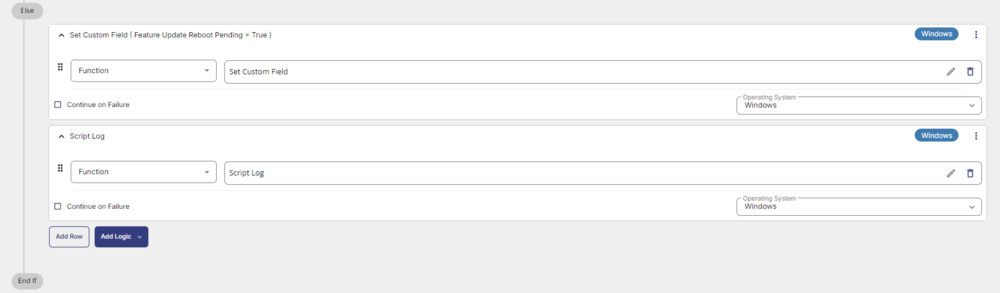 Else
Set Custom Field ( Feature Update Reboot Pending = True )
Windows
Function
Set Custom Field
Continue on Failure
Operating System
Windows
Script Log
Windows
Function
Script Log
Continue on Failure
Operating System
Windows
Add Row
Add Logic
End If